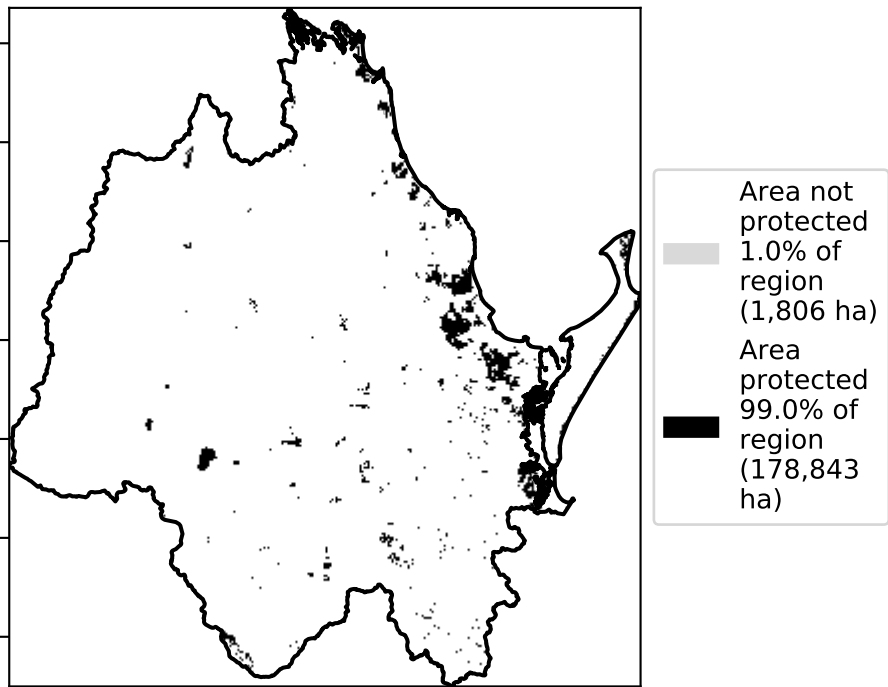 Area not
protected
1.0% of
region
(1,806 ha)
Area
protected
99.0% of
region
(178,843
ha)